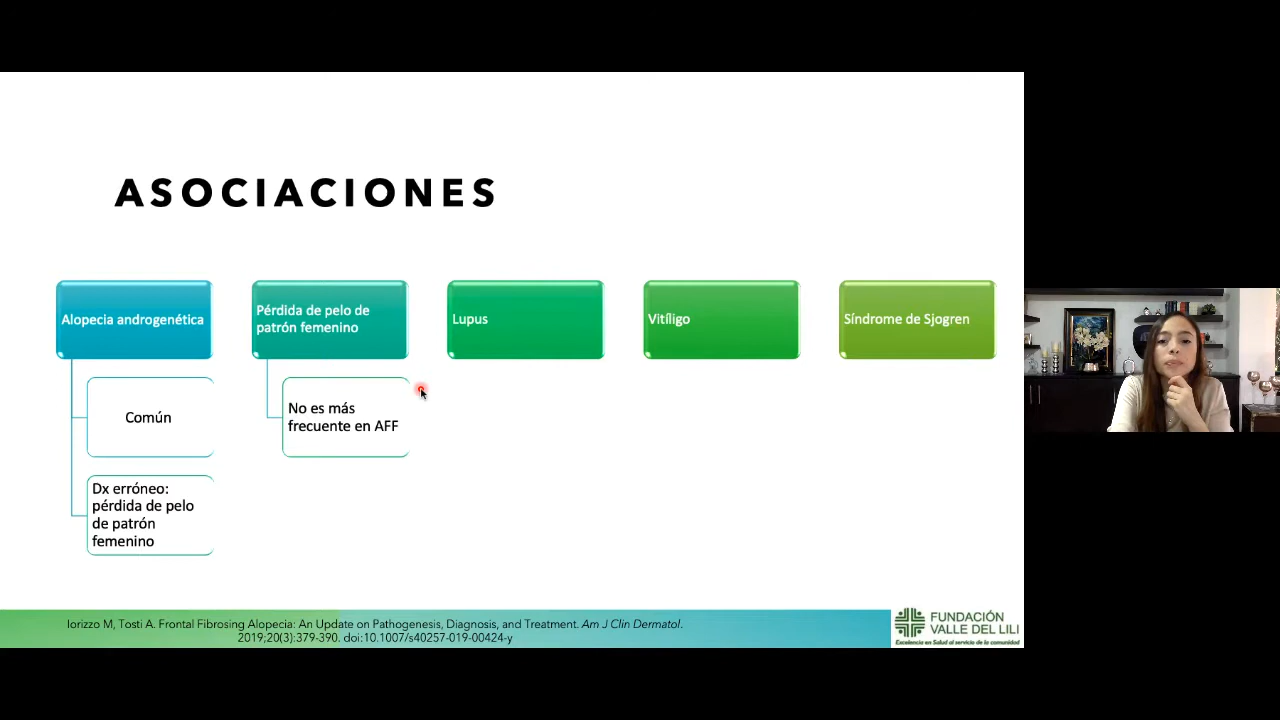 ASOCIACIONES
Alopecia androgenética
Común
Dx erróneo:
pérdida de pelo
de patrón
femenino
Pérdida de pelo de
patrón femenino
No es más
frecuente en AFF
Lupus
Vitíligo
Síndrome de Sjogren
Iorizzo M, Tosti A. Frontal Fibrosing Alopecia: An Update on Pathogenesis, Diagnosis, and Treatment. Am J Clin Dermatol.
2019;20(3):379-390. doi:10.1007/s40257-019-00424-y
FUNDACIÓN
VALLE DEL LILI
Excelencia en Salud al servicio de la comunidad